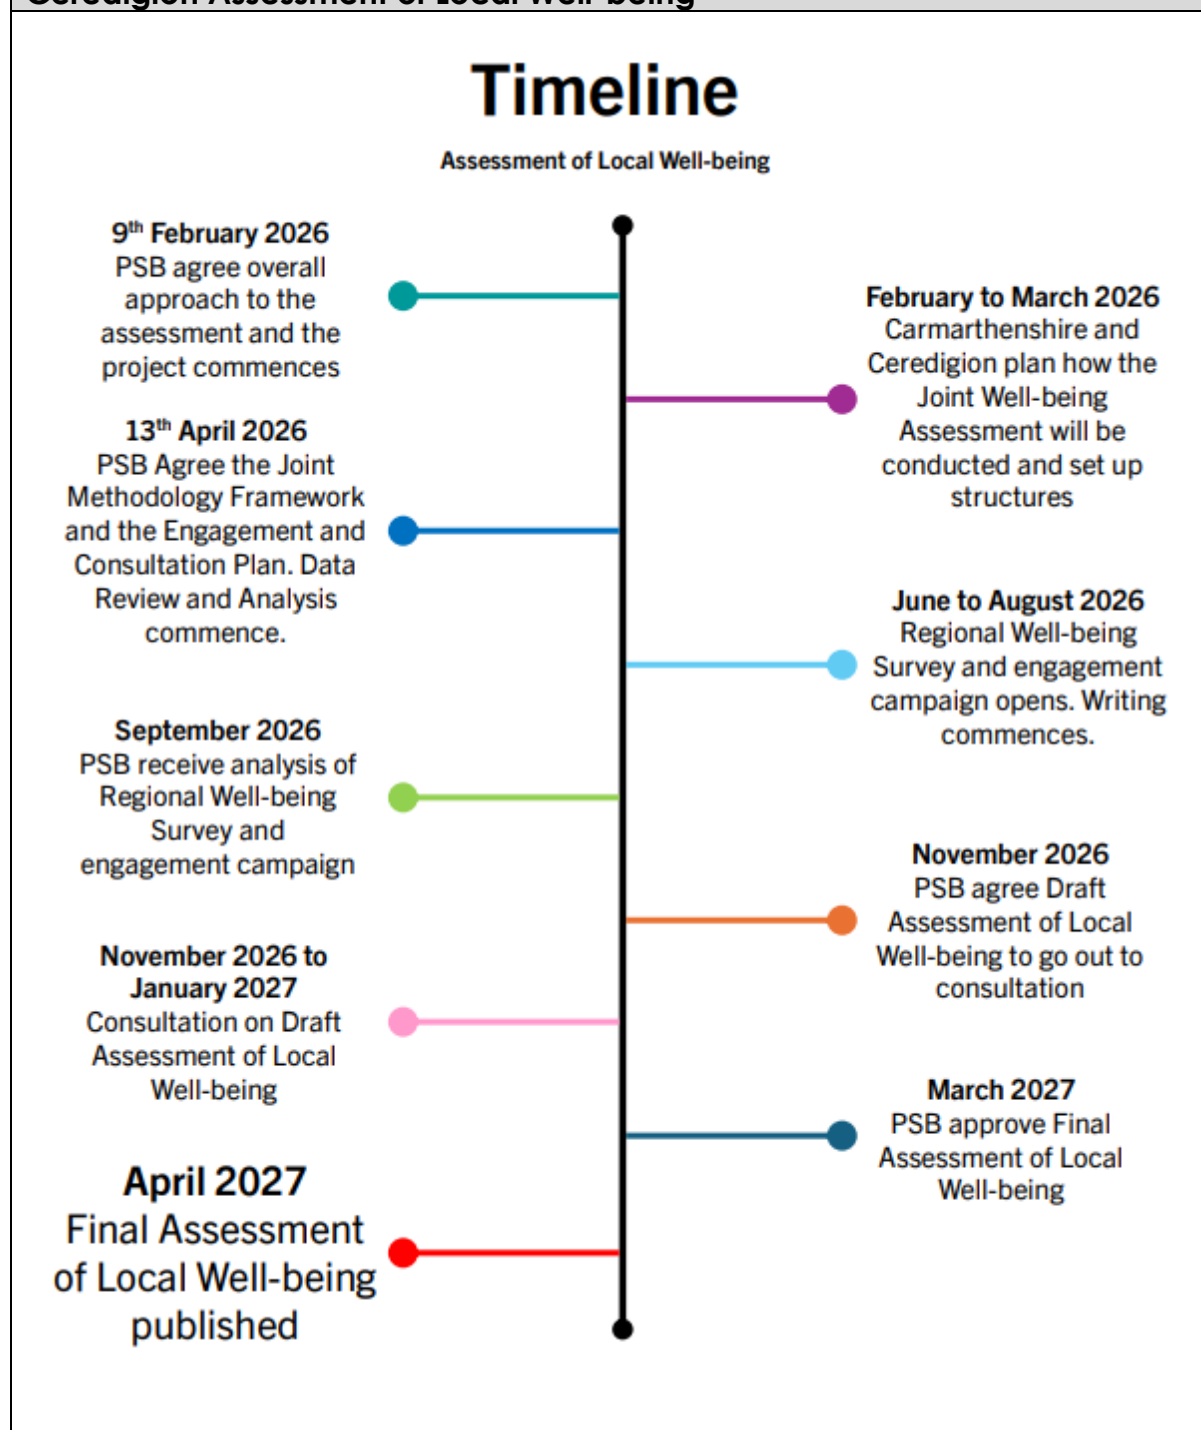 Ceredigion Assessment of Local Well-being
Timeline
Assessment of Local Well-being
9th February 2026
PSB agree overall
approach to the
assessment and the
project commences
February to March 2026
Carmarthenshire and
Ceredigion plan how the
Joint Well-being
Assessment will be
conducted and set up
structures
13th April 2026
PSB Agree the Joint
Methodology Framework
and the Engagement and
Consultation Plan. Data
Review and Analysis
commence.
June to August 2026
Regional Well-being
Survey and engagement
campaign opens. Writing
commences.
September 2026
PSB receive analysis of
Regional Well-being
Survey and
engagement campaign
November 2026
PSB agree Draft
Assessment of Local
Well-being to go out to
consultation
November 2026 to
January 2027
Consultation on Draft
Assessment of Local
Well-being
March 2027
PSB approve Final
Assessment of Local
Well-being
April 2027
Final Assessment
of Local Well-being
published